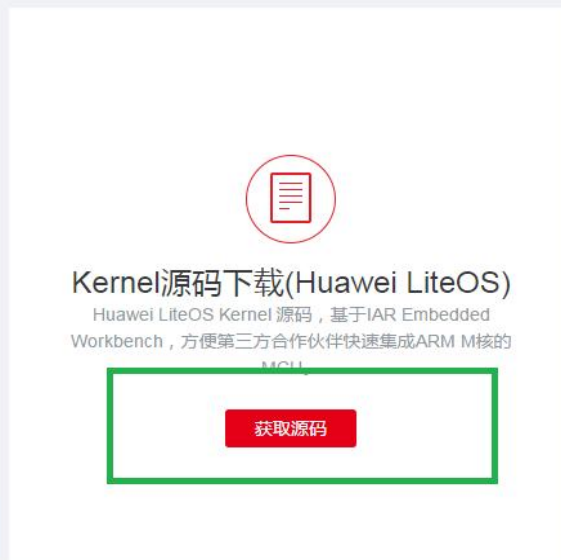 Kernel源码下载(Huawei LiteOS)
Huawei LiteOS Kernel 源码，基于IAR Embedded
Workbench，方便第三方合作伙伴快速集成ARM M核的
MCU。
获取源码